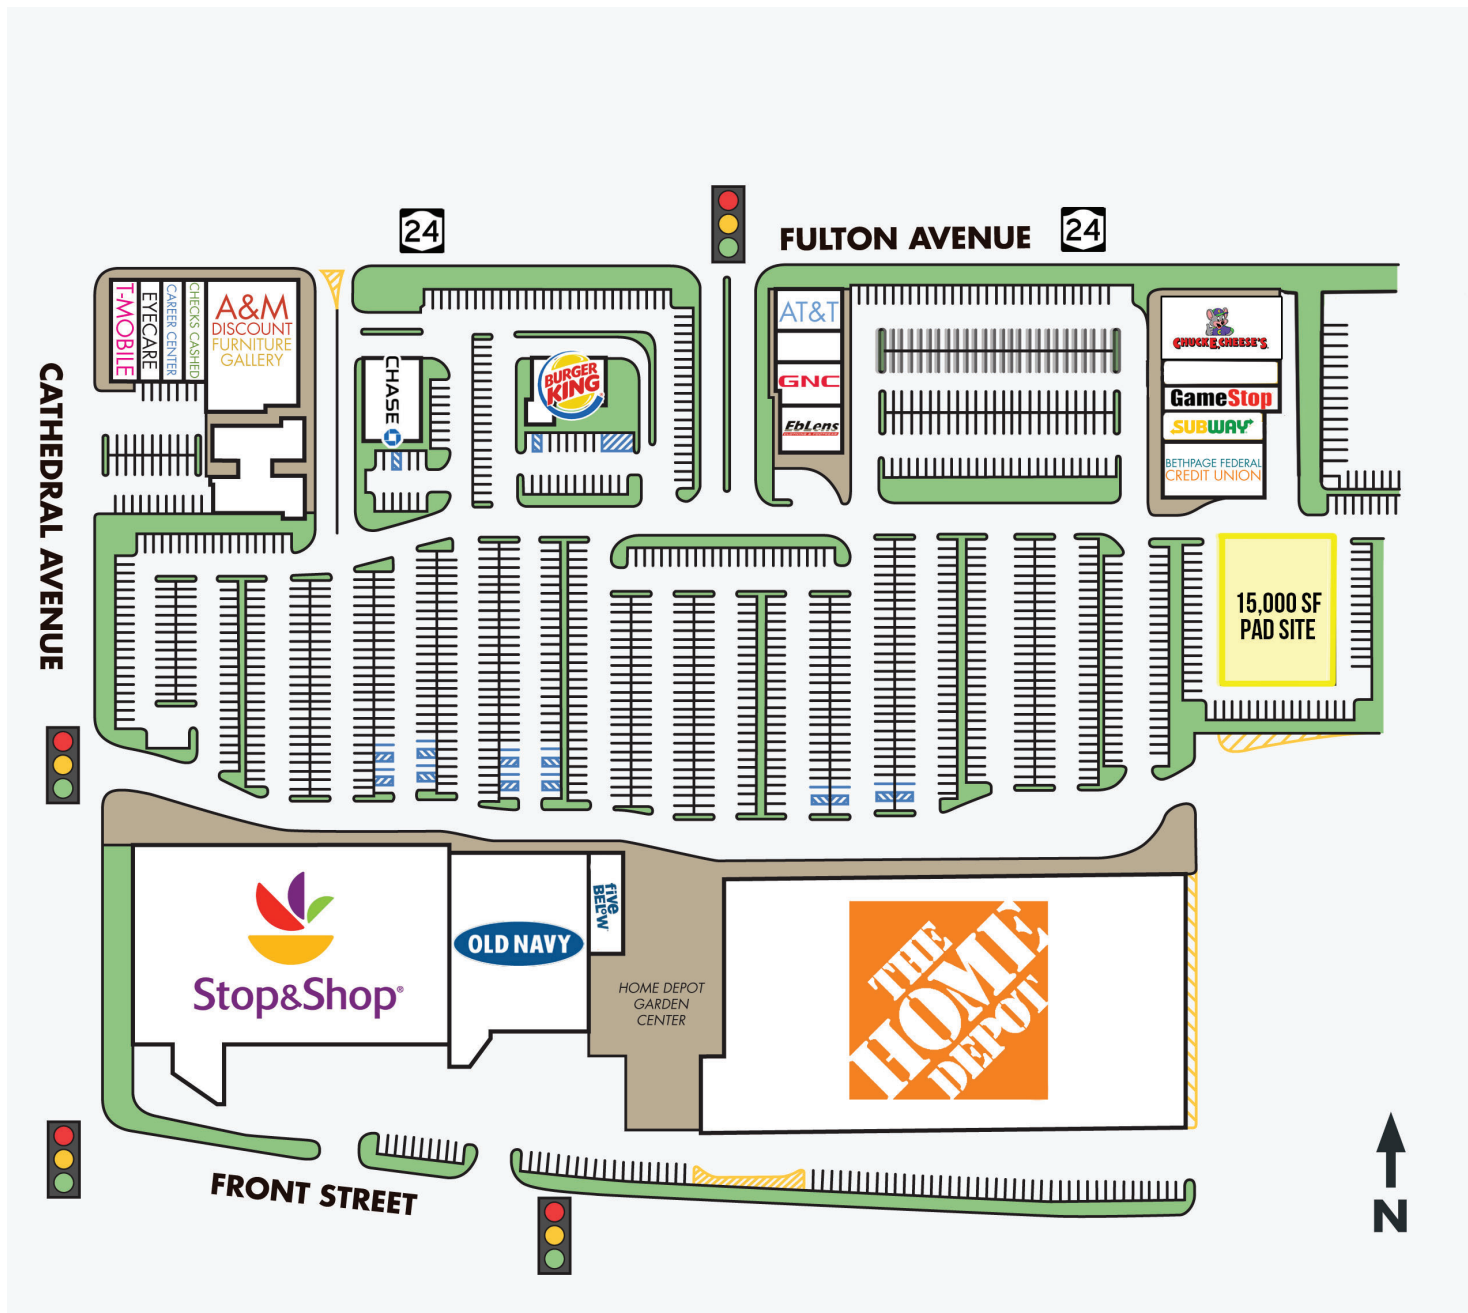 24
FULTON AVENUE
24
T-MOBILE
EYECARE
CAREER CENTER
CHECKS CASHED
A&M
DISCOUNT
FURNITURE
GALLERY
CHASE
BURGER
KING
AT&T
GNC
EbLens
CHUCK E. CHEESE'S.
GameStop
SUBWAY
BETHPAGE FEDERAL
CREDIT UNION
CATHEDRAL AVENUE
15,000 SF
PAD SITE
Stop&Shop®
OLD NAVY
five
BELOW
HOME DEPOT
GARDEN
CENTER
THE
HOME
DEPOT
FRONT STREET
N